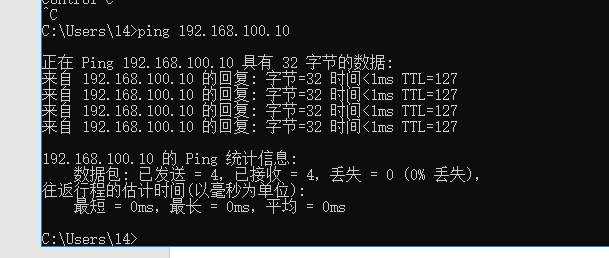 Control-C
^C
C:\Users\14>ping 192.168.100.10
正在 Ping 192.168.100.10 具有 32 字节的数据:
来自 192.168.100.10 的回复: 字节=32 时间<1ms TTL=127
来自 192.168.100.10 的回复: 字节=32 时间<1ms TTL=127
来自 192.168.100.10 的回复: 字节=32 时间<1ms TTL=127
来自 192.168.100.10 的回复: 字节=32 时间<1ms TTL=127
192.168.100.10 的 Ping 统计信息:
数据包: 已发送 = 4，已接收 = 4，丢失 = 0 (0% 丢失)，
往返行程的估计时间(以毫秒为单位):
最短 = 0ms，最长 = 0ms，平均 = 0ms
C:\Users\14>